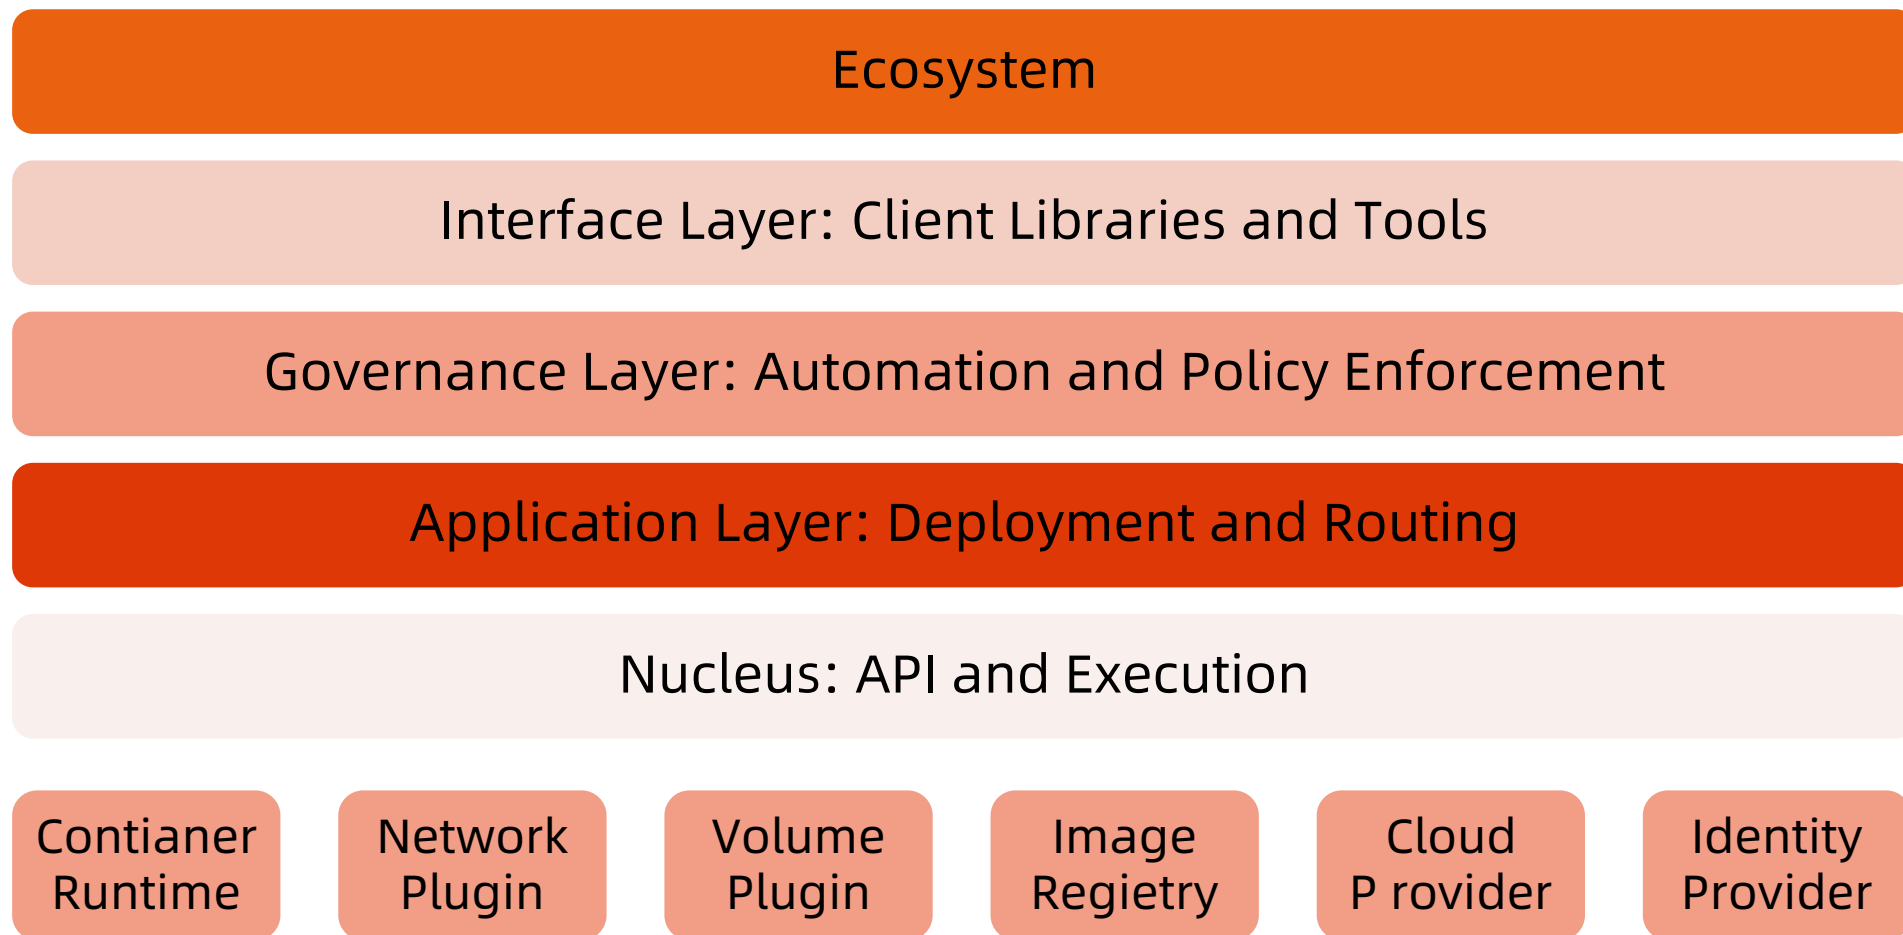 Ecosystem
Interface Layer: Client Libraries and Tools
Governance Layer: Automation and Policy Enforcement
Application Layer: Deployment and Routing
Nucleus: API and Execution
Contianer
Runtime
Network
Plugin
Volume
Plugin
Image
Regietry
Cloud
P rovider
Identity
Provider